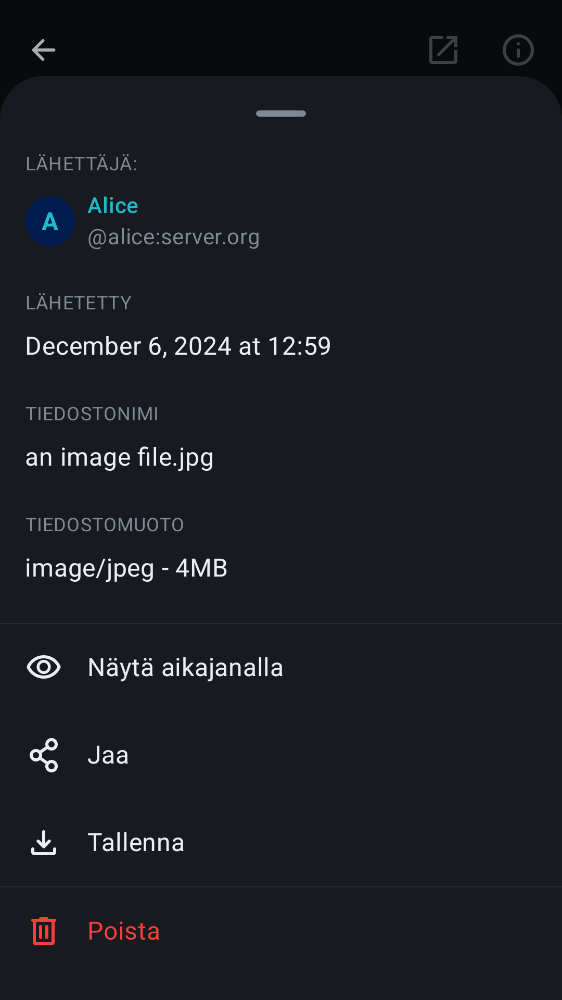 LÄHETTÄJÄ:
A
Alice
@alice:server.org
LÄHETETTY
December 6, 2024 at 12:59
TIEDOSTONIMI
an image file.jpg
TIEDOSTOMUOTO
image/jpeg - 4MB
Näytä aikajanalla
Jaa
Tallenna
Poista